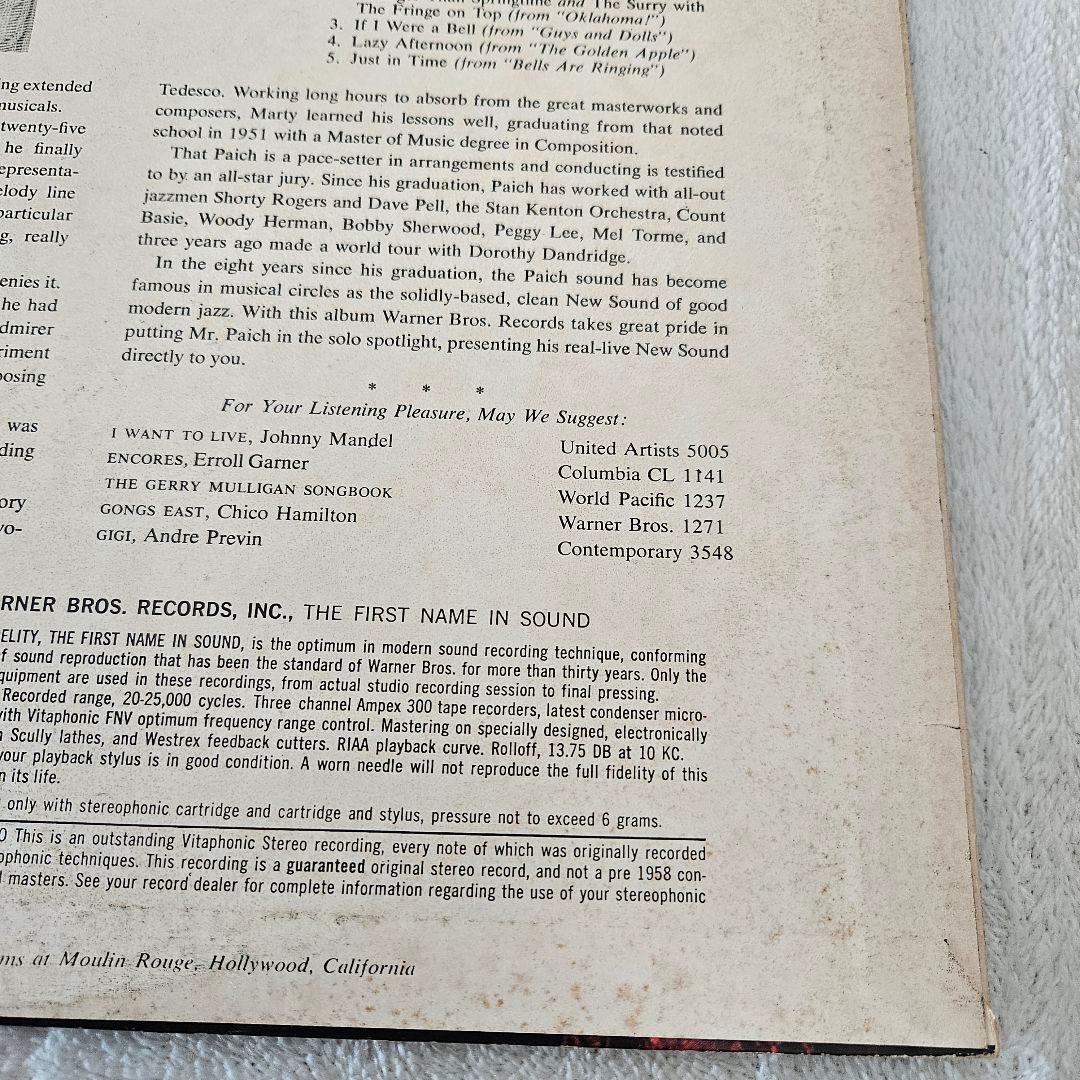 Than Springtime and The Surry with
The Fringe on Top (from "Oklahoma!")
3. If I Were a Bell (from "Guys and Dolls")
4. Lazy Afternoon (from "The Golden Apple")
5. Just in Time (from "Bells Are Ringing")
ng extended
nusicals.
twenty-five
he finally
epresenta-
elody line
particular
g, really
enies it.
he had
dmirer
riment
posing
was
ding
ory
vo-
Tedesco. Working long hours to absorb from the great masterworks and
composers, Marty learned his lessons well, graduating from that noted
school in 1951 with a Master of Music degree in Composition.
That Paich is a pace-setter in arrangements and conducting is testified
to by an all-star jury. Since his graduation, Paich has worked with all-out
jazzmen Shorty Rogers and Dave Pell, the Stan Kenton Orchestra, Count
Basie, Woody Herman, Bobby Sherwood, Peggy Lee, Mel Torme, and
three years ago made a world tour with Dorothy Dandridge.
In the eight years since his graduation, the Paich sound has become
famous in musical circles as the solidly-based, clean New Sound of good
modern jazz. With this album Warner Bros. Records takes great pride in
putting Mr. Paich in the solo spotlight, presenting his real-live New Sound
directly to you.
* * *
For Your Listening Pleasure, May We Suggest:
I WANT TO LIVE, Johnny Mandel United Artists 5005
ENCORES, Erroll Garner Columbia CL 1141
THE GERRY MULLIGAN SONGBOOK World Pacific 1237
GONGS EAST, Chico Hamilton Warner Bros. 1271
GIGI, Andre Previn Contemporary 3548
RNER BROS. RECORDS, INC., THE FIRST NAME IN SOUND
ELITY, THE FIRST NAME IN SOUND, is the optimum in modern sound recording technique, conforming
f sound reproduction that has been the standard of Warner Bros. for more than thirty years. Only the
quipment are used in these recordings, from actual studio recording session to final pressing.
Recorded range, 20-25,000 cycles. Three channel Ampex 300 tape recorders, latest condenser micro-
ith Vitaphonic FNV optimum frequency range control. Mastering on specially designed, electronically
Scully lathes, and Westrex feedback cutters. RIAA playback curve. Rolloff, 13.75 DB at 10 KC.
your playback stylus is in good condition. A worn needle will not reproduce the full fidelity of this
n its life.
only with stereophonic cartridge and cartridge and stylus, pressure not to exceed 6 grams.
O This is an outstanding Vitaphonic Stereo recording, every note of which was originally recorded
ophonic techniques. This recording is a guaranteed original stereo record, and not a pre 1958 con-
l masters. See your record dealer for complete information regarding the use of your stereophonic
ms at Moulin Rouge, Hollywood, California